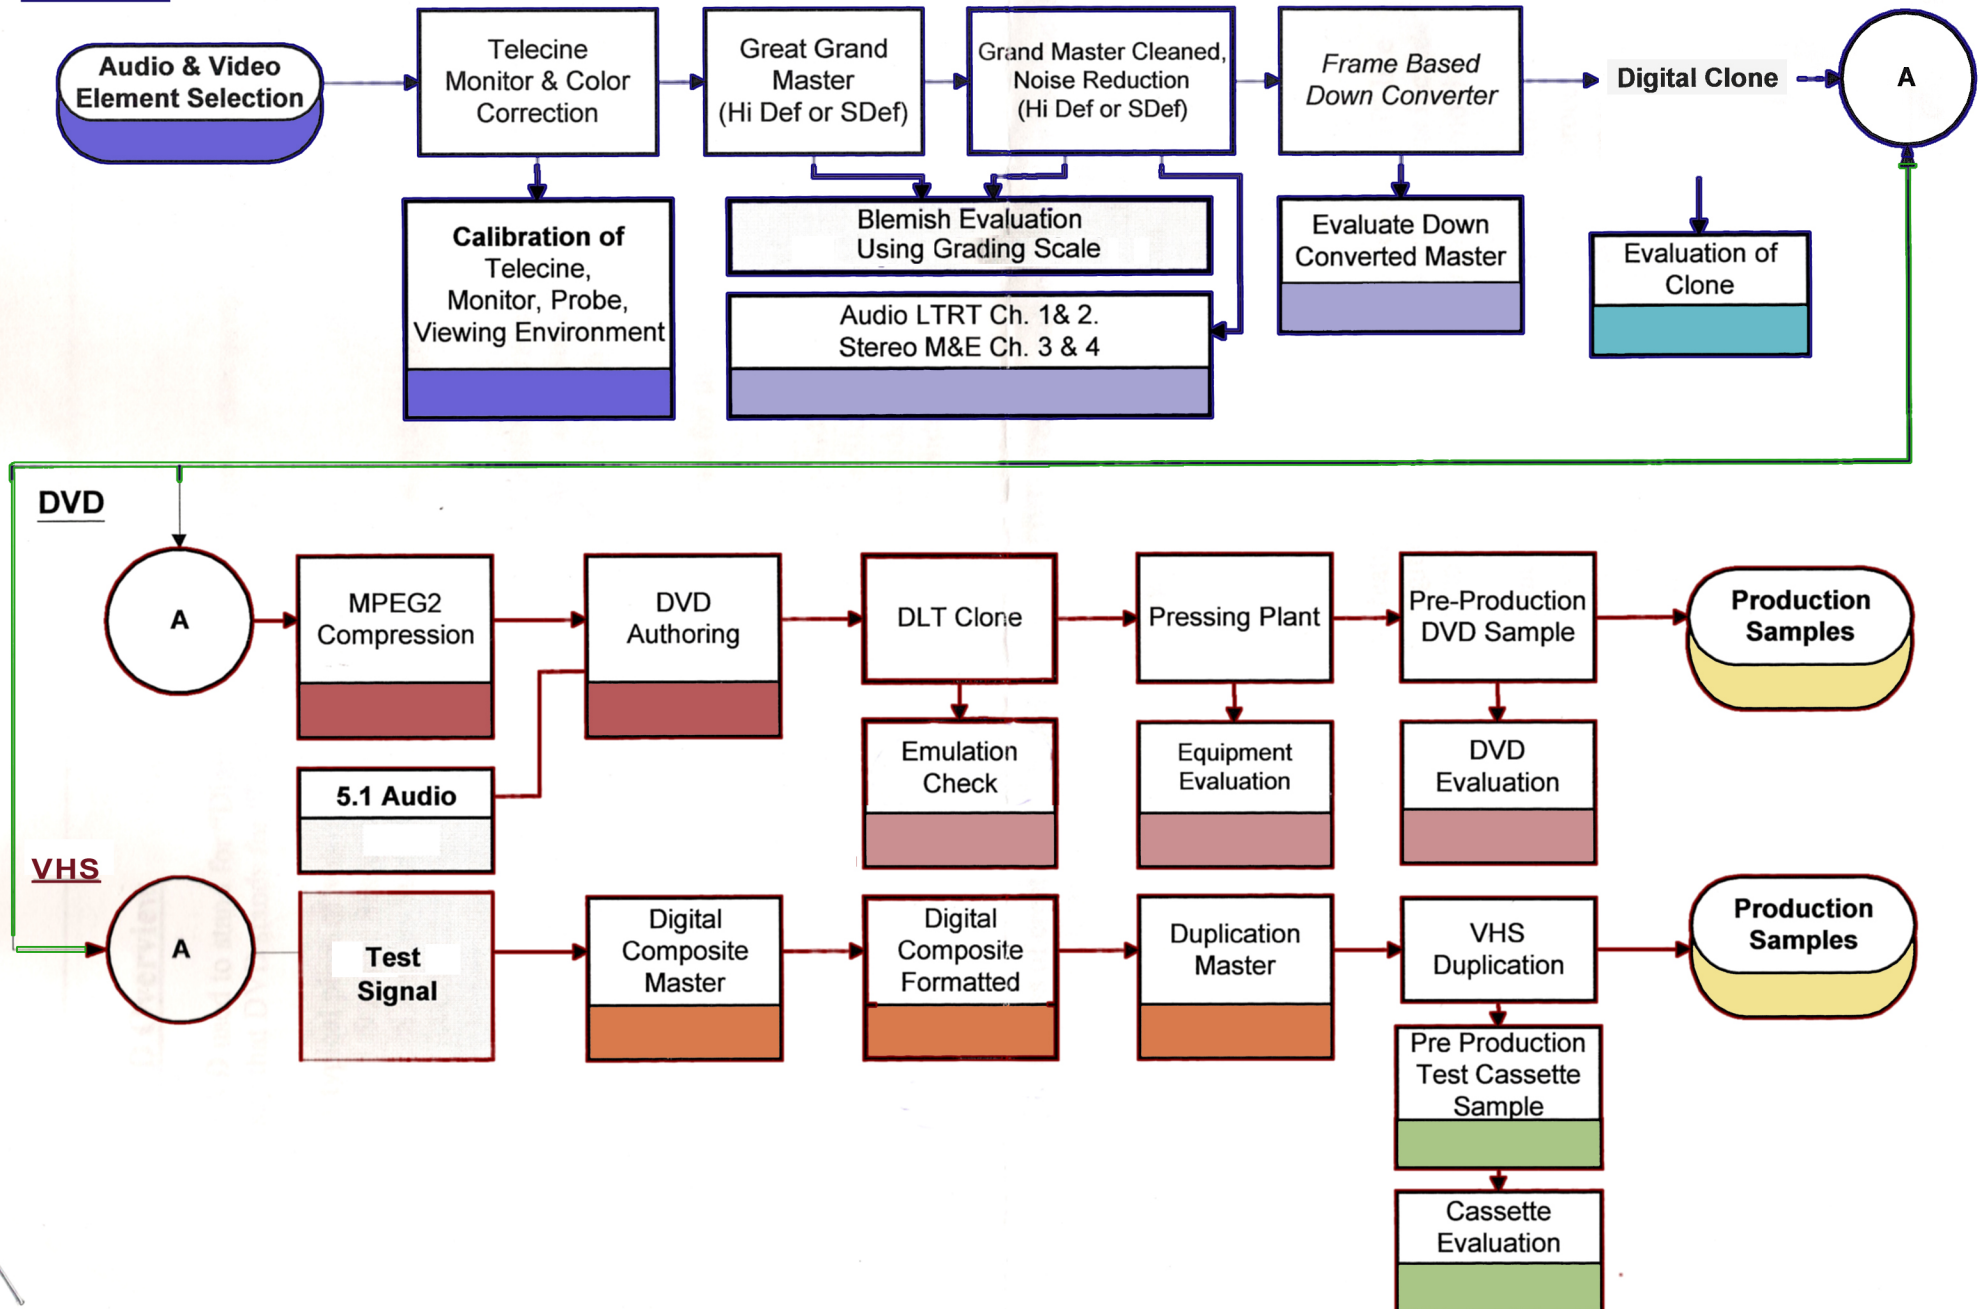 Audio & Video
Element Selection
Telecine
Monitor & Color
Correction
Great Grand
Master
(Hi Def or SDef)
Grand Master Cleaned,
Noise Reduction
(Hi Def or SDef)
Frame Based
Down Converter
Digital Clone
A
Calibration of
Telecine,
Monitor, Probe,
Viewing Environment
Blemish Evaluation
Using Grading Scale
Audio LTRT Ch. 1& 2.
Stereo M&E Ch. 3 & 4
Evaluate Down
Converted Master
Evaluation of
Clone
DVD
A
MPEG2
Compression
DVD
Authoring
DLT Clone
Pressing Plant
Pre-Production
DVD Sample
Production
Samples
5.1 Audio
Emulation
Check
Equipment
Evaluation
DVD
Evaluation
VHS
A
Test
Signal
Digital
Composite
Master
Digital
Composite
Formatted
Duplication
Master
VHS
Duplication
Production
Samples
Pre Production
Test Cassette
Sample
Cassette
Evaluation